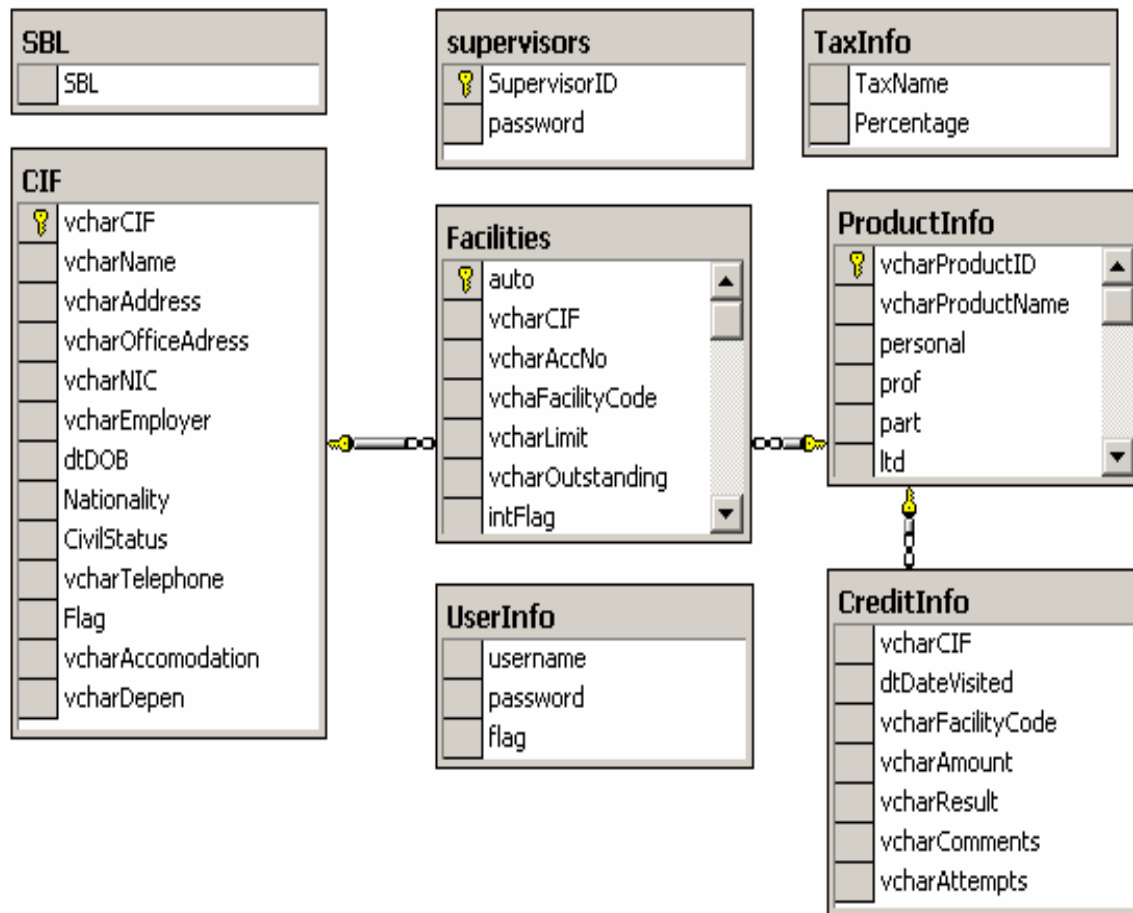 SBL
SBL
supervisors
SupervisorID
password
TaxInfo
TaxName
Percentage
CIF
vcharCIF
vcharName
vcharAddress
vcharOfficeAdress
vcharNIC
vcharEmployer
dtDOB
Nationality
CivilStatus
vcharTelephone
Flag
vcharAccomodation
vcharDepen
Facilities
auto
vcharCIF
vcharAccNo
vchaFacilityCode
vcharLimit
vcharOutstanding
intFlag
ProductInfo
vcharProductID
vcharProductName
personal
prof
part
ltd
UserInfo
username
password
flag
CreditInfo
vcharCIF
dtDateVisited
vcharFacilityCode
vcharAmount
vcharResult
vcharComments
vcharAttempts